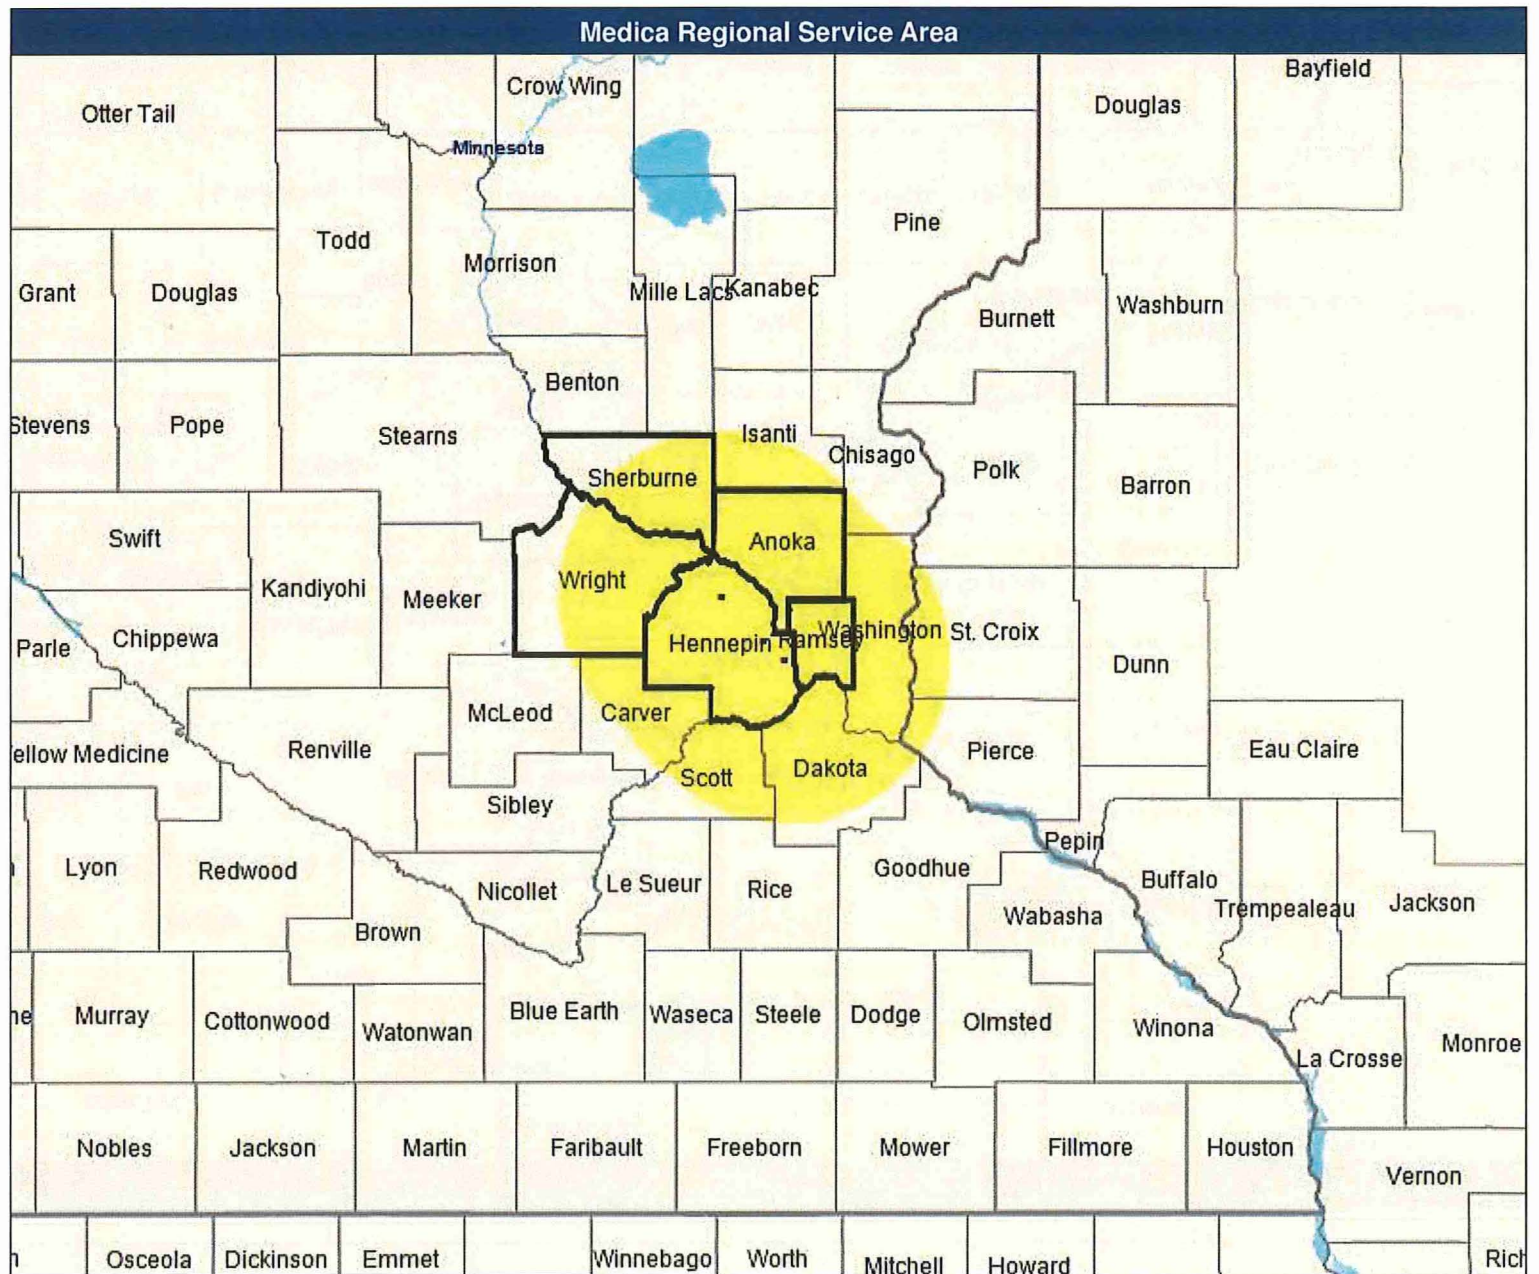 Medica Regional Service Area
Bayfield
Crow Wing
Douglas
Otter Tail
Minnesota
Pine
Todd
Morrison
Grant
Douglas
Mille Lacs
Kanabec
Washburn
Burnett
Benton
Stevens
Pope
Stearns
Isanti
Chisago
Polk
Sherburne
Barron
Swift
Anoka
Wright
Kandiyohi
Meeker
Chippewa
Parle
Hennepin
Ramsey
Washington
St. Croix
Dunn
McLeod
Carver
Renville
ellow Medicine
Pierce
Eau Claire
Scott
Dakota
Sibley
Pepin
Lyon
Redwood
Nicollet
Le Sueur
Rice
Goodhue
Buffalo
Trempealeau
Jackson
Wabasha
Brown
Murray
Cottonwood
Watonwan
Blue Earth
Waseca
Steele
Dodge
Olmsted
Winona
La Crosse
Monroe
Nobles
Jackson
Martin
Faribault
Freeborn
Mower
Fillmore
Houston
Vernon
Osceola
Dickinson
Emmet
Winnebago
Worth
Mitchell
Howard
Rich